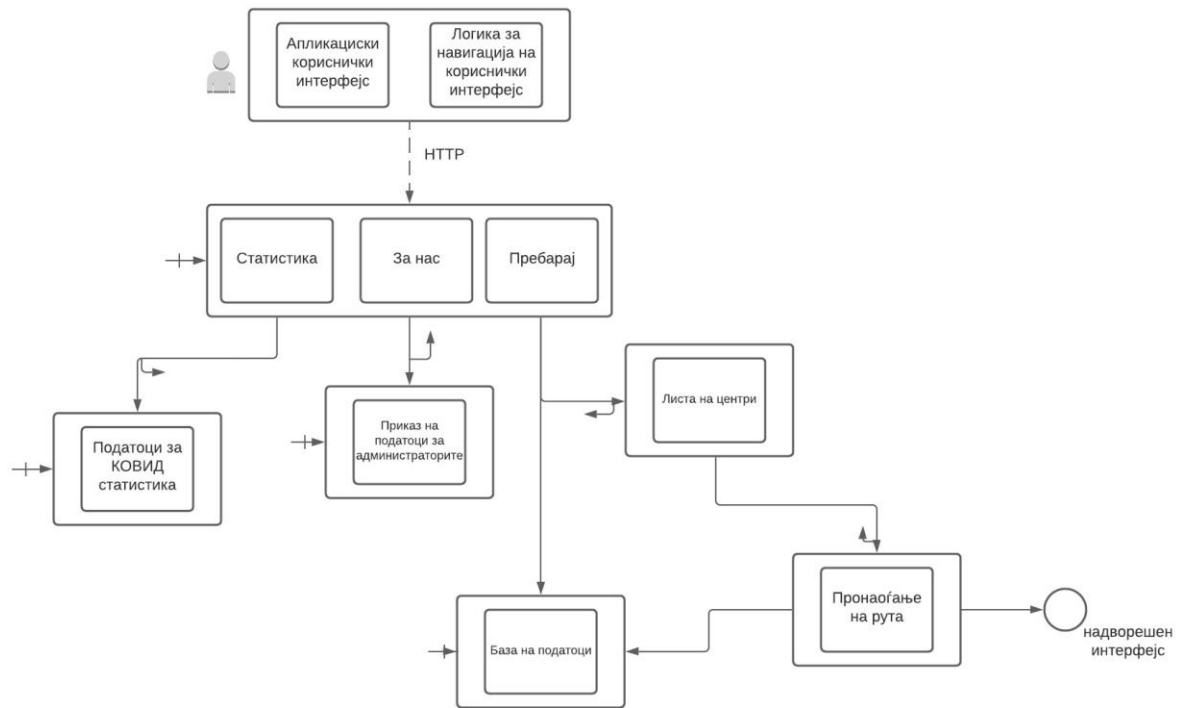 Апликациски
кориснички
интерфејс
Логика за
навигација на
кориснички
интерфејс
HTTP
Статистика
За нас
Пребарај
Листа на центри
Приказ на
податоци за
администраторите
Податоци за
КОВИД
статистика
Пронаоѓање
на рута
База на податоци
надворешен
интерфејс